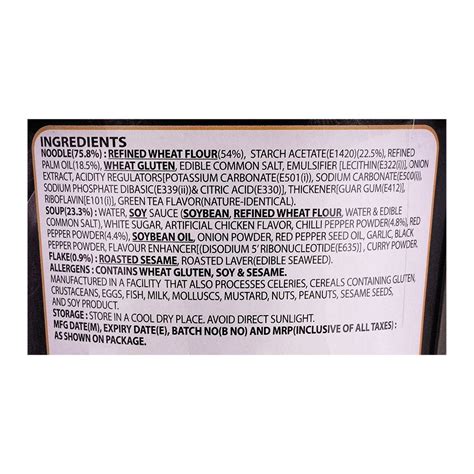 INGREDIENTS
NOODLE(75.8%) : REFINED WHEAT FLOUR(54%), STARCH ACETATE(E1420)(22.5%), REFINED
PALM OIL(18.5%), WHEAT GLUTEN, EDIBLE COMMON SALT, EMULSIFIER [LECITHIN(E322(i))], ONION
EXTRACT, ACIDITY REGULATORS[POTASSIUM CARBONATE(E501(i)), SODIUM CARBONATE(E500(i)),
SODIUM PHOSPHATE DIBASIC(E339(ii))& CITRIC ACID(E330)], THICKENER[GUAR GUM(E412)],
RIBOFLAVIN[E101(i)], GREEN TEA FLAVOR(NATURE-IDENTICAL).
SOUP(23.3%) : WATER, SOY SAUCE (SOYBEAN, REFINED WHEAT FLOUR, WATER & EDIBLE
COMMON SALT), WHITE SUGAR, ARTIFICIAL CHICKEN FLAVOR, CHILLI PEPPER POWDER(4.8%), RED
PEPPER POWDER(4.4%), SOYBEAN OIL, ONION POWDER, RED PEPPER SEED OIL, GARLIC, BLACK
PEPPER POWDER, FLAVOUR ENHANCER[(DISODIUM 5' RIBONUCLEOTIDE(E635)] , CURRY POWDER.
FLAKE(0.9%) : ROASTED SESAME, ROASTED LAVER(EDIBLE SEAWEED).
ALLERGENS : CONTAINS WHEAT GLUTEN, SOY & SESAME.
MANUFACTURED IN A FACILITY THAT ALSO PROCESSES CELERIES, CEREALS CONTAINING GLUTEN,
CRUSTACEANS, EGGS, FISH, MILK, MOLLUSCS, MUSTARD, NUTS, PEANUTS, SESAME SEEDS,
AND SOY PRODUCT.
STORAGE : STORE IN A COOL DRY PLACE. AVOID DIRECT SUNLIGHT.
MFG DATE(M), EXPIRY DATE(E), BATCH NO(B NO) AND MRP(INCLUSIVE OF ALL TAXES) :
AS SHOWN ON PACKAGE.